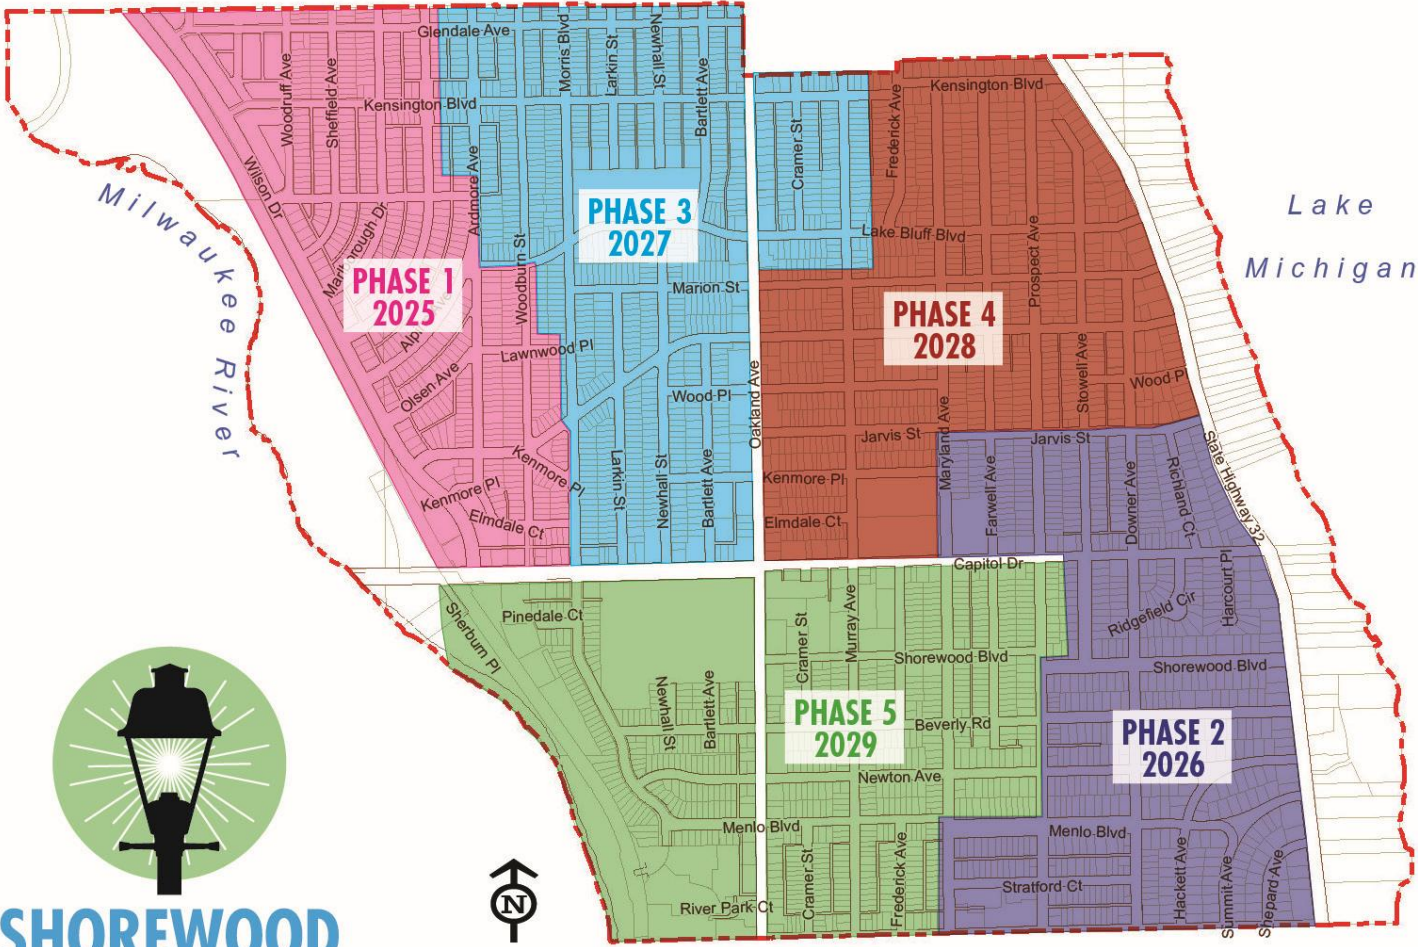 Glendale Ave
Morris Blvd
Larkin St
Newhall St
Bartlett Ave
Woodruff Ave
Sheffield Ave
Kensington Blvd
Kensington Blvd
Frederick Ave
Cramer St
Wilson Dr
Ardmore Ave
Marlborough Dr
Milwaukee River
Lake
Michigan
PHASE 3
2027
Lake Bluff Blvd
Prospect Ave
Woodburn St
PHASE 1
2025
Marion St
PHASE 4
2028
Lawnwood Pl
Olsen Ave
Wood Pl
Oakland Ave
Stowell Ave
Wood Pl
Maryland Ave
Jarvis St
Jarvis St
State Highway 32
Kenmore Pl
Kenmore Pl
Larkin St
Newhall St
Bartlett Ave
Kenmore Pl
Farwell Ave
Downer Ave
Richland Ct
Elmdale Ct
Elmdale Ct
Capitol Dr
Sherburn Pl
Pinedale Ct
Cramer St
Murray Ave
Ridgefield Cir
Harcourt Pl
Shorewood Blvd
Shorewood Blvd
Newhall St
Bartlett Ave
PHASE 5
2029
Beverly Rd
PHASE 2
2026
Newton Ave
Menlo Blvd
Menlo Blvd
Cramer St
Frederick Ave
Hackett Ave
Summit Ave
Shepard Ave
Stratford Ct
River Park Ct
N
SHOREWOOD